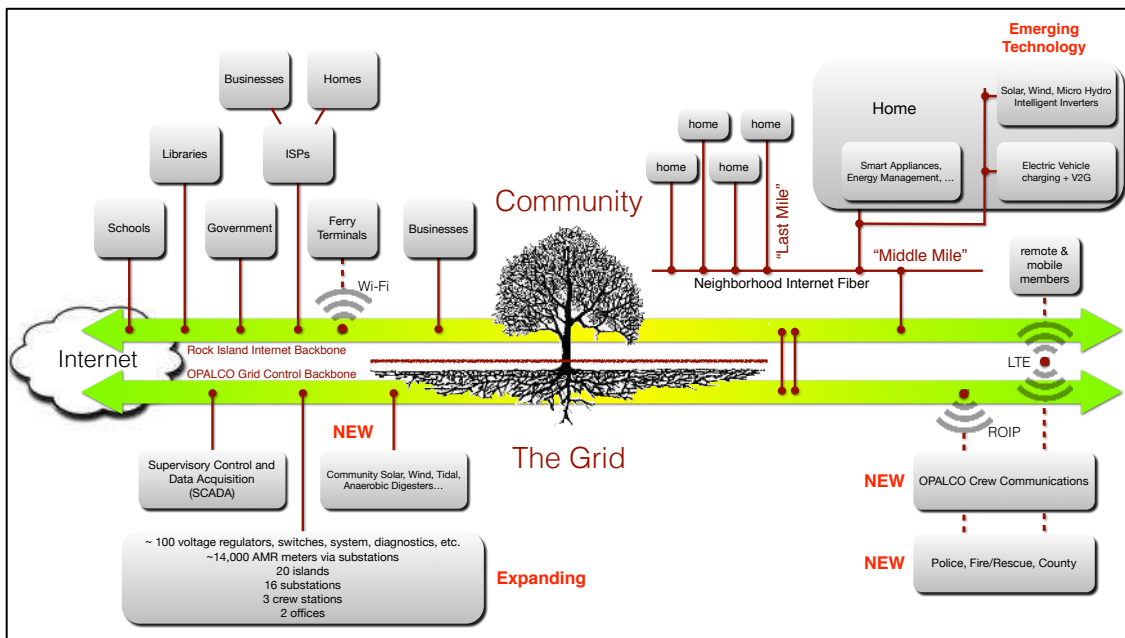 Emerging
Technology
Businesses
Homes
Solar, Wind, Micro Hydro
Intelligent Inverters
Home
home
home
Libraries
ISPs
home
home
Smart Appliances,
Energy Management, ...
Electric Vehicle
charging + V2G
Community
"Last Mile"
Schools
Government
Ferry
Terminals
Businesses
"Middle Mile"
remote &
mobile
members
Wi-Fi
Neighborhood Internet Fiber
Internet
Rock Island Internet Backbone
OPALCO Grid Control Backbone
LTE
ROIP
NEW
The Grid
Supervisory Control and
Data Acquisition
(SCADA)
Community Solar, Wind, Tidal,
Anaerobic Digesters...
NEW
OPALCO Crew Communications
~ 100 voltage regulators, switches, system, diagnostics, etc.
~14,000 AMR meters via substations
20 islands
16 substations
3 crew stations
2 offices
Expanding
NEW
Police, Fire/Rescue, County